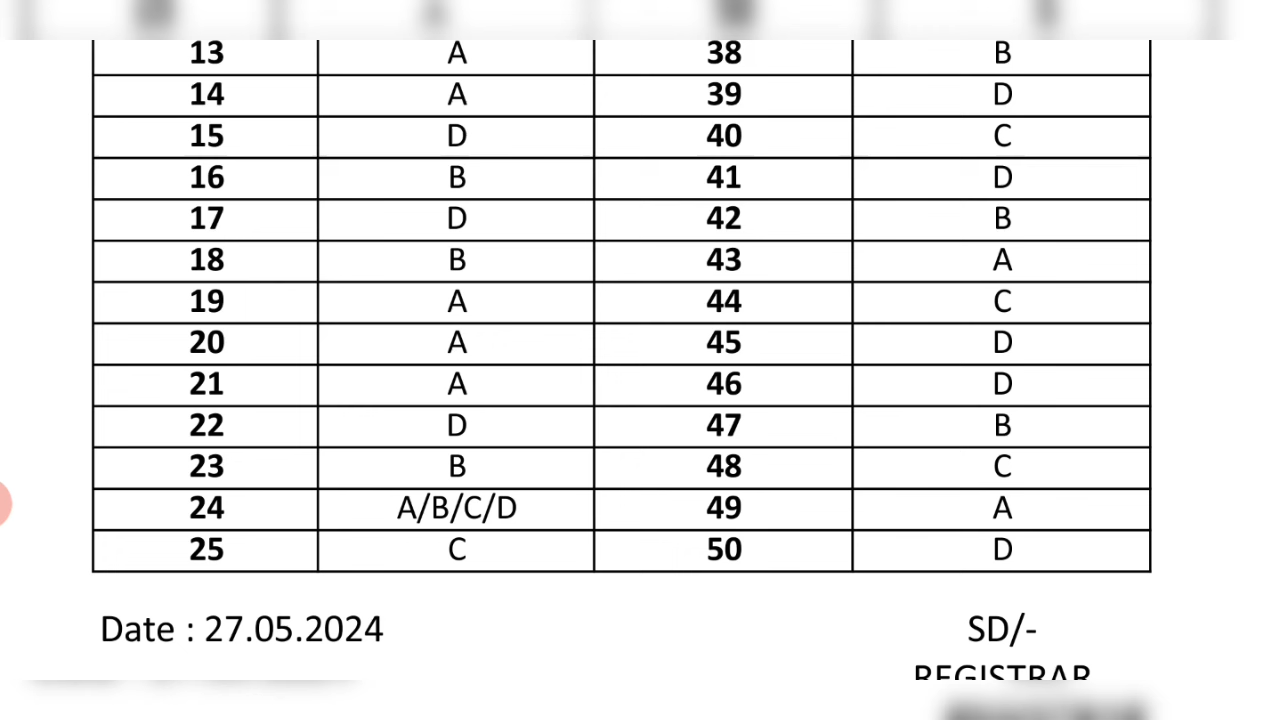 13 A 38 B
14 A 39 D
15 D 40 C
16 B 41 D
17 D 42 B
18 B 43 A
19 A 44 C
20 A 45 D
21 A 46 D
22 D 47 B
23 B 48 C
24 A/B/C/D 49 A
25 C 50 D
Date : 27.05.2024 SD/-
REGISTRAR